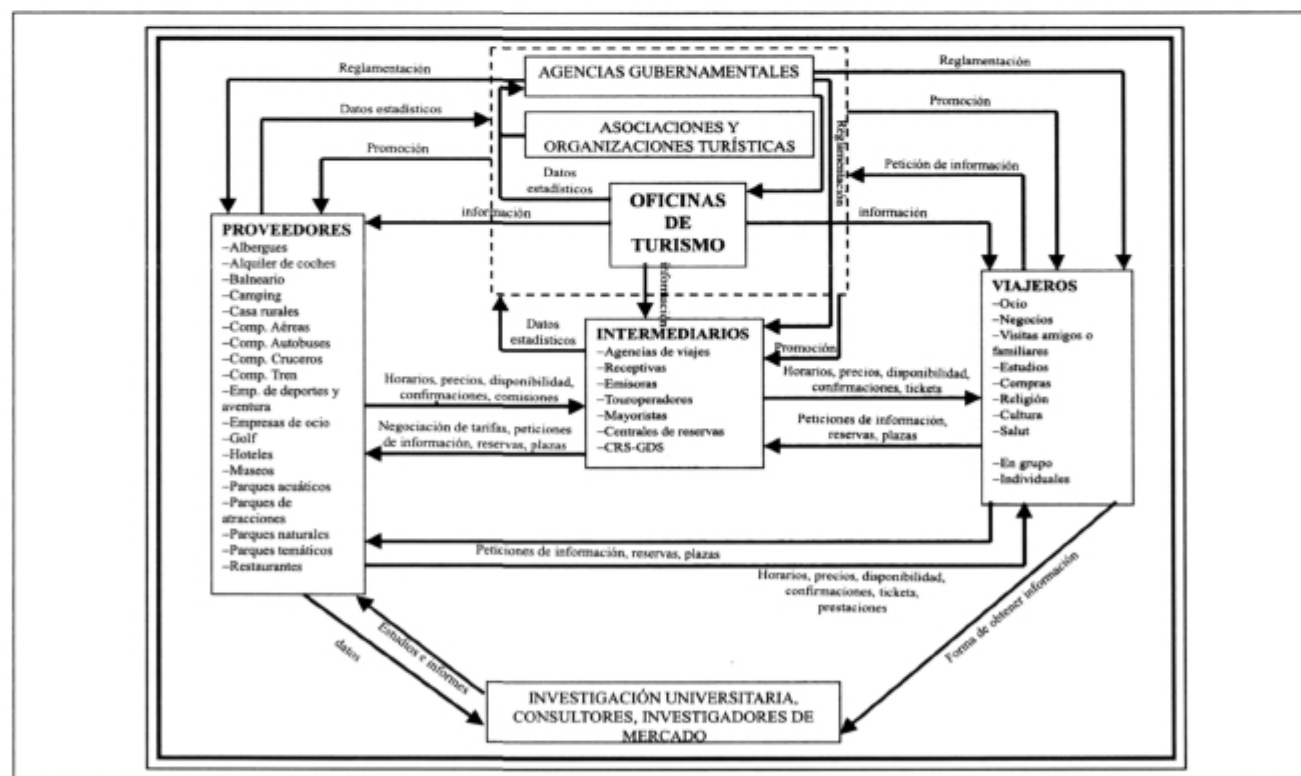 Reglamentación
AGENCIAS GUBERNAMENTALES
Reglamentación
Datos estadísticos
Promoción
ASOCIACIONES Y
ORGANIZACIONES TURÍSTICAS
Reglamentación
Promoción
Petición de información
Datos
estadísticos
OFICINAS
DE
TURISMO
información
información
información
PROVEEDORES
–Albergues
–Alquiler de coches
–Balneario
–Camping
–Casa rurales
–Comp. Aéreas
–Comp. Autobuses
–Comp. Cruceros
–Comp. Tren
–Emp. de deportes y
aventura
–Empresas de ocio
–Golf
–Hoteles
–Museos
–Parques acuáticos
–Parques de
atracciones
–Parques naturales
–Parques temáticos
–Restaurantes
Datos
estadísticos
INTERMEDIARIOS
–Agencias de viajes
–Receptivas
–Emisoras
–Touroperadores
–Mayoristas
–Centrales de reservas
–CRS-GDS
Promoción
VIAJEROS
–Ocio
–Negocios
–Visitas amigos o
familiares
–Estudios
–Compras
–Religión
–Cultura
–Salut
–En grupo
–Individuales
Horarios, precios, disponibilidad,
confirmaciones, comisiones
Negociación de tarifas, peticiones
de información, reservas, plazas
Horarios, precios, disponibilidad,
confirmaciones, tickets
Peticiones de información,
reservas, plazas
Peticiones de información, reservas, plazas
Horarios, precios, disponibilidad,
confirmaciones, tickets,
prestaciones
datos
Estudios e informes
Forma de obtener información
INVESTIGACIÓN UNIVERSITARIA,
CONSULTORES, INVESTIGADORES DE
MERCADO